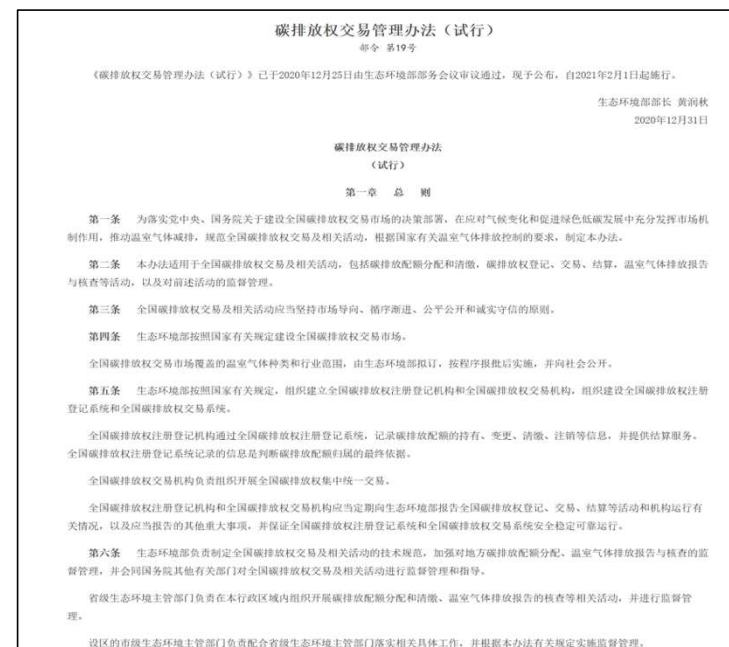 碳排放权交易管理办法（试行）
部令 第19号
《碳排放权交易管理办法（试行）》已于2020年12月25日由生态环境部部务会议审议通过，现予公布，自2021年2月1日起施行。
生态环境部部长 黄润秋
2020年12月31日
碳排放权交易管理办法
（试行）
第一章 总 则
第一条 为落实党中央、国务院关于建设全国碳排放权交易市场的决策部署，在应对气候变化和促进绿色低碳发展中充分发挥市场机
制作用，推动温室气体减排，规范全国碳排放权交易及相关活动，根据国家有关温室气体排放控制的要求，制定本办法。
第二条 本办法适用于全国碳排放权交易及相关活动，包括碳排放配额分配和清缴，碳排放权登记、交易、结算，温室气体排放报告
与核查等活动，以及对前述活动的监督管理。
第三条 全国碳排放权交易及相关活动应当坚持市场导向、循序渐进、公平公开和诚实守信的原则。
第四条 生态环境部按照国家有关规定建设全国碳排放权交易市场。
全国碳排放权交易市场覆盖的温室气体种类和行业范围，由生态环境部拟订，按程序报批后实施，并向社会公开。
第五条 生态环境部按照国家有关规定，组织建立全国碳排放权注册登记机构和全国碳排放权交易机构，组织建设全国碳排放权注册
登记系统和全国碳排放权交易系统。
全国碳排放权注册登记机构通过全国碳排放权注册登记系统，记录碳排放配额的持有、变更、清缴、注销等信息，并提供结算服务。
全国碳排放权注册登记系统记录的信息是判断碳排放配额归属的最终依据。
全国碳排放权交易机构负责组织开展全国碳排放权集中统一交易。
全国碳排放权注册登记机构和全国碳排放权交易机构应当定期向生态环境部报告全国碳排放权登记、交易、结算等活动和机构运行有
关情况，以及应当报告的其他重大事项，并保证全国碳排放权注册登记系统和全国碳排放权交易系统安全稳定可靠运行。
第六条 生态环境部负责制定全国碳排放权交易及相关活动的技术规范，加强对地方碳排放配额分配、温室气体排放报告与核查的监
督管理，并会同国务院其他有关部门对全国碳排放权交易及相关活动进行监督管理和指导。
省级生态环境主管部门负责在本行政区域内组织开展碳排放配额分配和清缴、温室气体排放报告的核查等相关活动，并进行监督管
理。
设区的市级生态环境主管部门负责配合省级生态环境主管部门落实相关具体工作，并根据本办法有关规定实施监督管理。